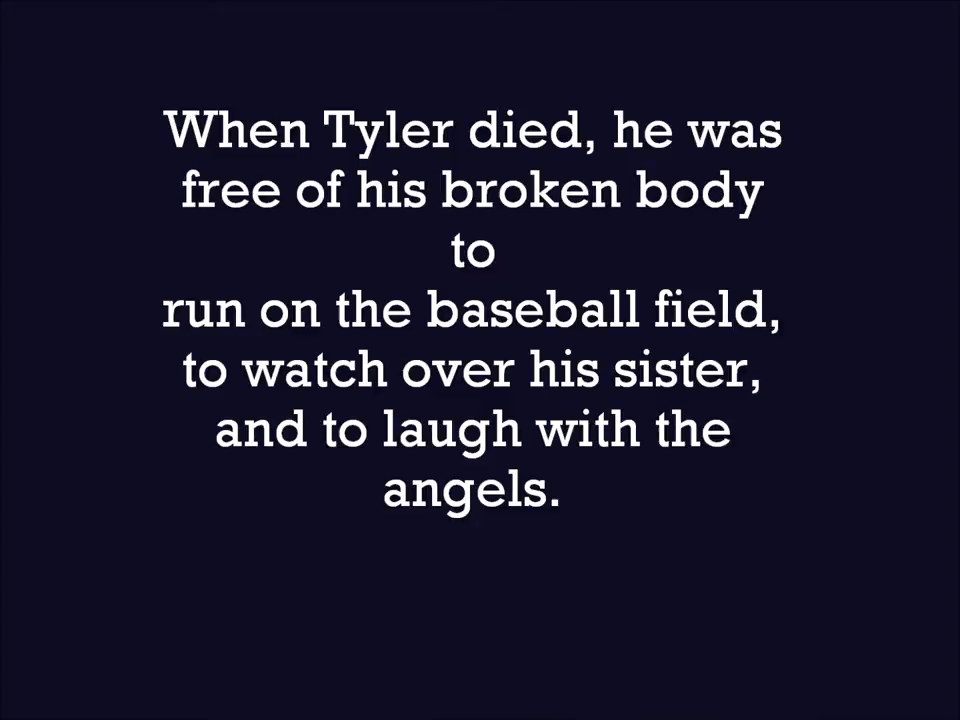 When Tyler died, he was
free of his broken body
to
run on the baseball field,
to watch over his sister,
and to laugh with the
angels.